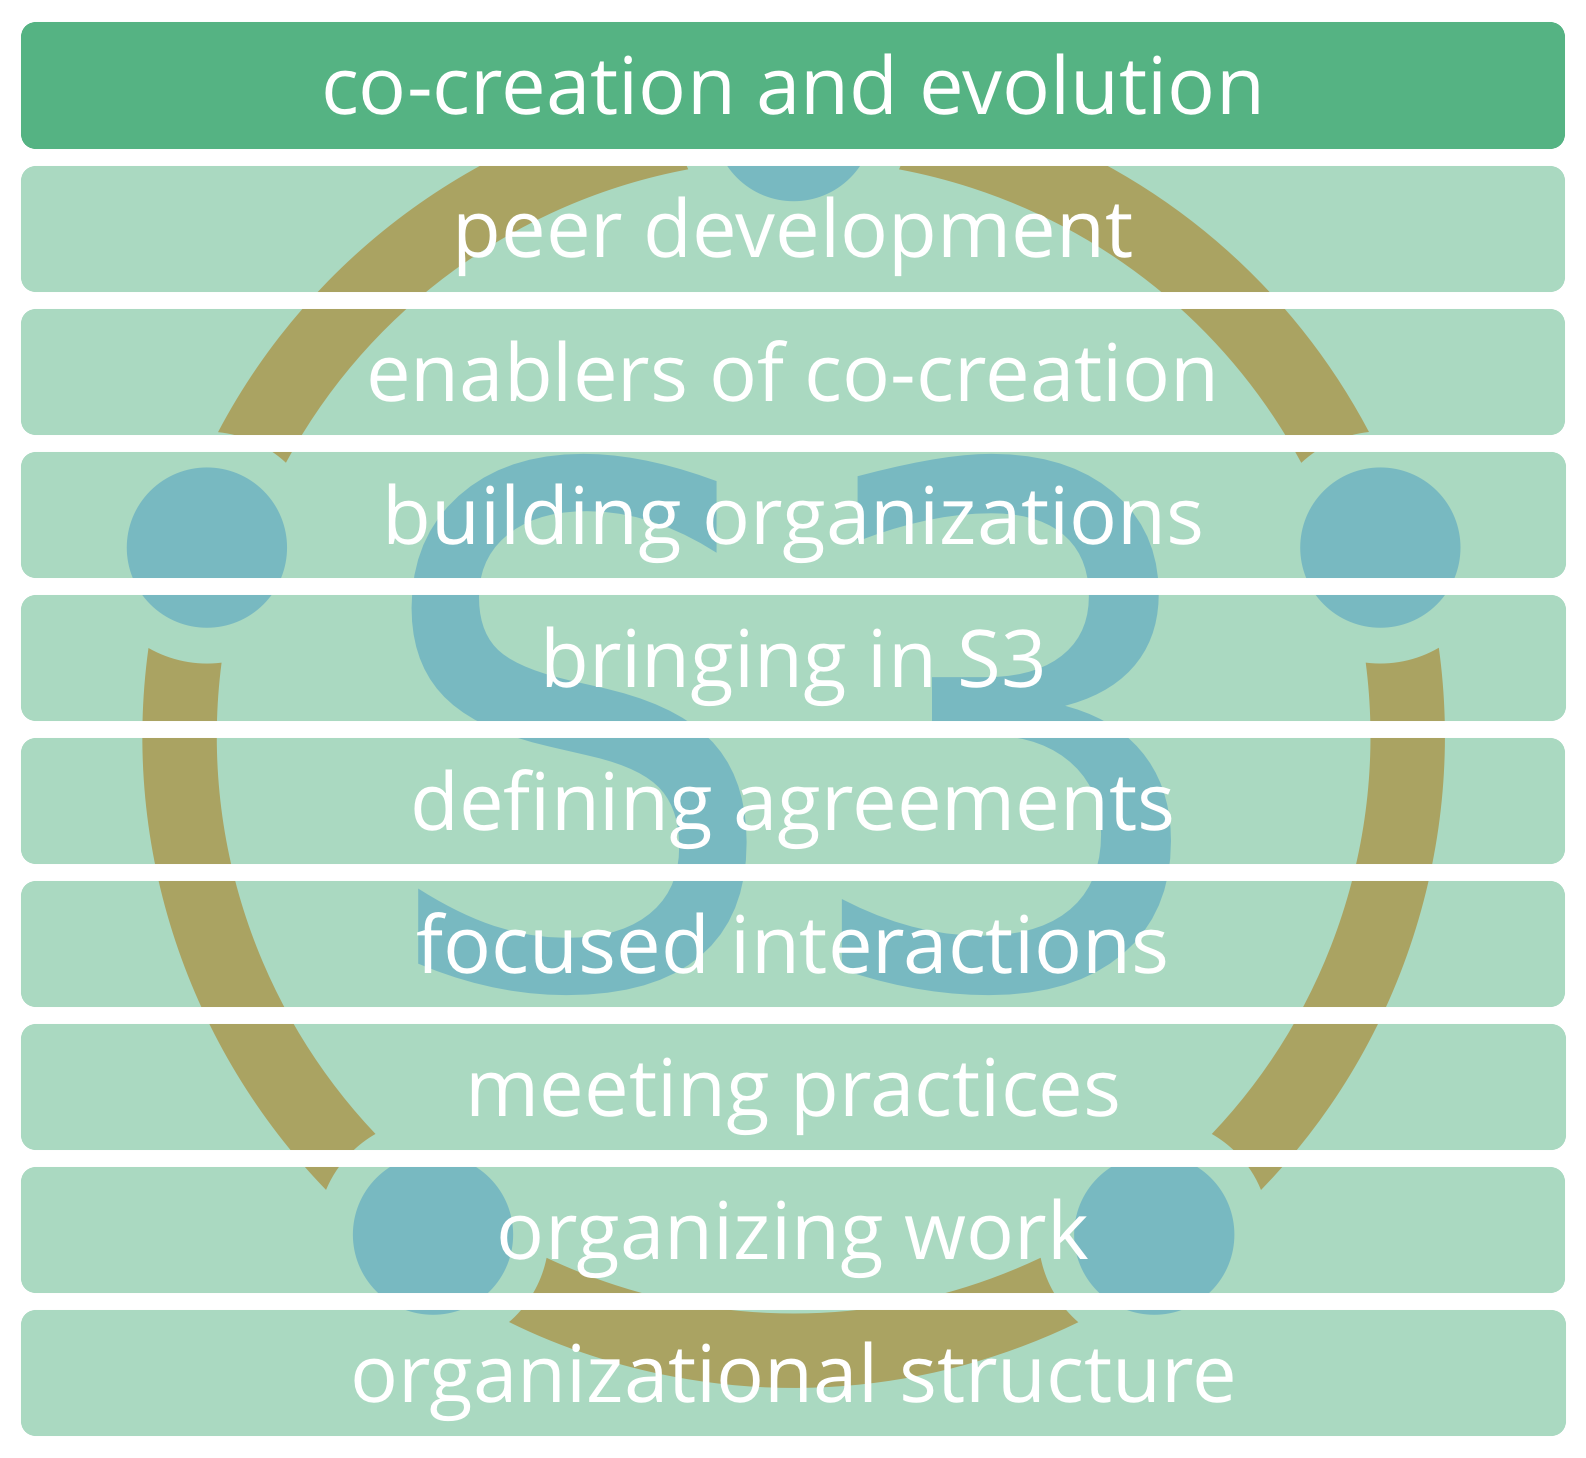 co-creation and evolution
peer development
enablers of co-creation
building organizations
bringing in S3
defining agreements
focused interactions
meeting practices
organizing work
organizational structure
S3